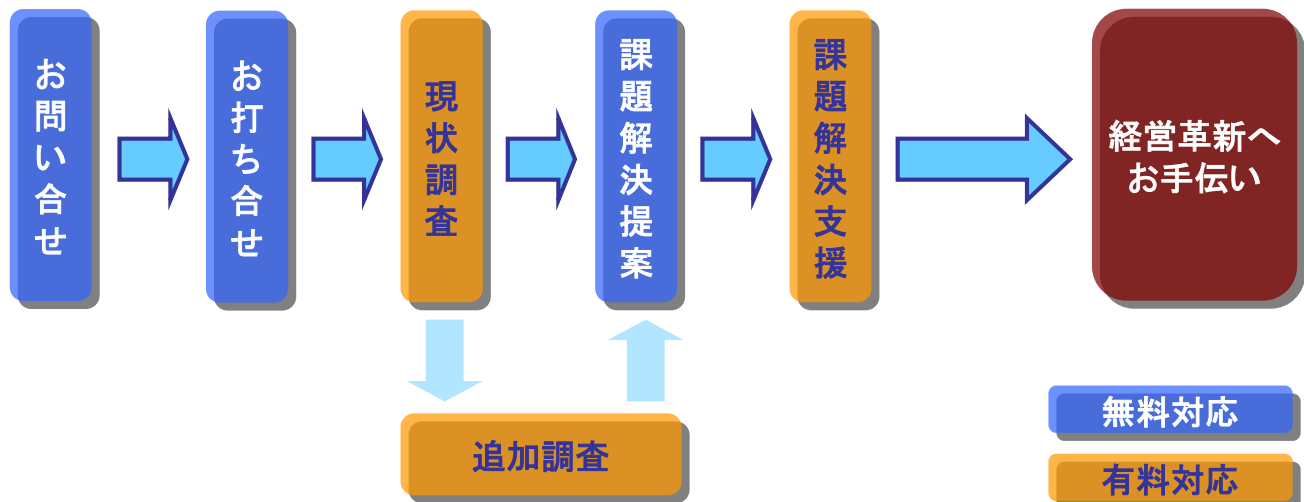 お問い合せ
お打ち合せ
現状調査
課題解決提案
課題解決支援
経営革新へ
お手伝い
追加調査
無料対応
有料対応